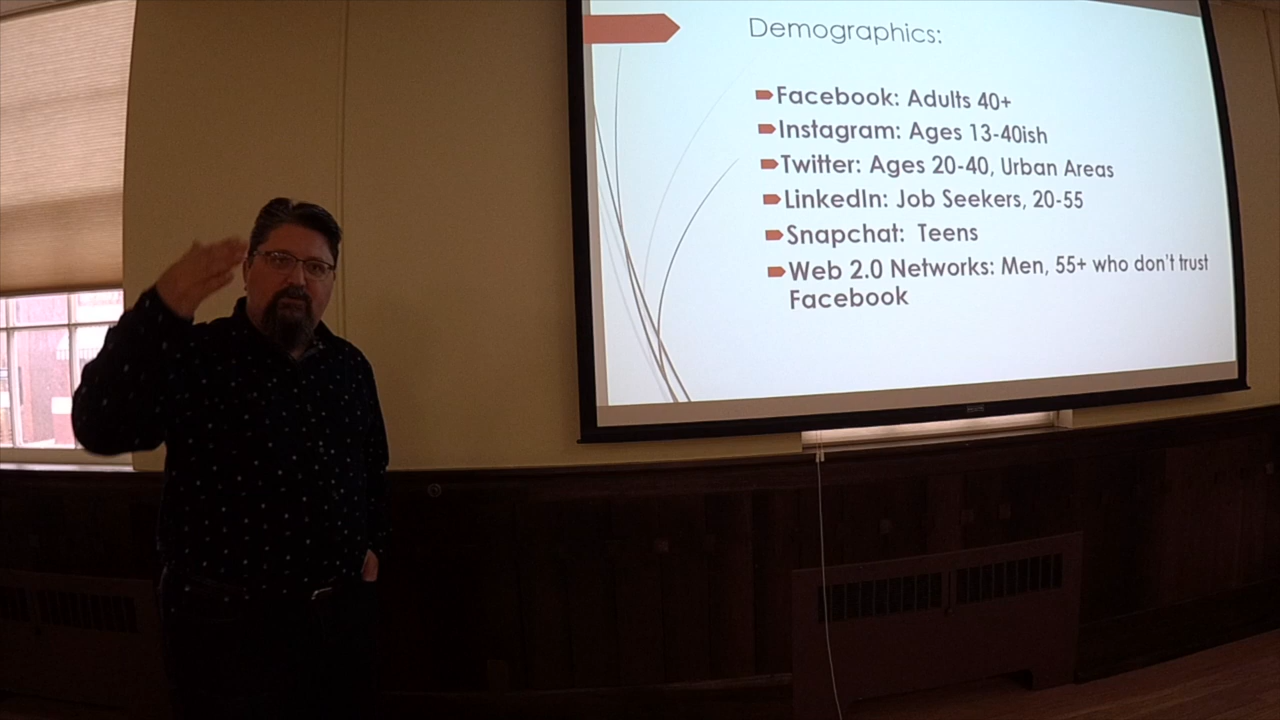 Demographics:
Facebook: Adults 40+
Instagram: Ages 13-40ish
Twitter: Ages 20-40, Urban Areas
LinkedIn: Job Seekers, 20-55
Snapchat: Teens
Web 2.0 Networks: Men, 55+ who don't trust
Facebook